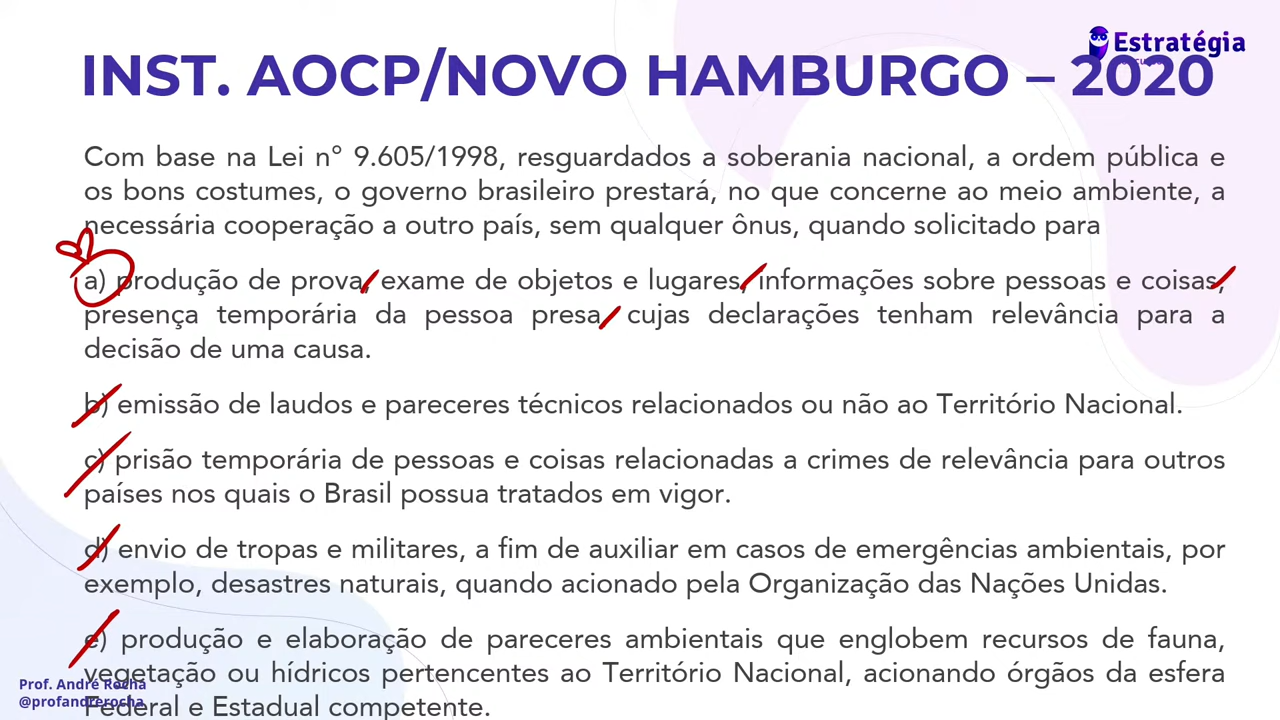 Estratégia
INST. AOCP/NOVO HAMBURGO – 2020
Com base na Lei nº 9.605/1998, resguardados a soberania nacional, a ordem pública e
os bons costumes, o governo brasileiro prestará, no que concerne ao meio ambiente, a
necessária cooperação a outro país, sem qualquer ônus, quando solicitado para
a) produção de prova, exame de objetos e lugares, informações sobre pessoas e coisas,
presença temporária da pessoa presa, cujas declarações tenham relevância para a
decisão de uma causa.
b) emissão de laudos e pareceres técnicos relacionados ou não ao Território Nacional.
c) prisão temporária de pessoas e coisas relacionadas a crimes de relevância para outros
países nos quais o Brasil possua tratados em vigor.
d) envio de tropas e militares, a fim de auxiliar em casos de emergências ambientais, por
exemplo, desastres naturais, quando acionado pela Organização das Nações Unidas.
e) produção e elaboração de pareceres ambientais que englobem recursos de fauna,
vegetação ou hídricos pertencentes ao Território Nacional, acionando órgãos da esfera
Federal e Estadual competente.
Prof. André Rocha
@profandrerocha